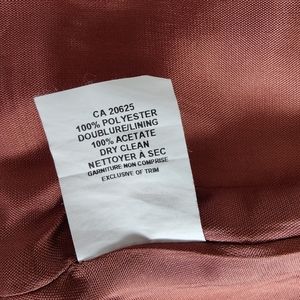 CA 20625
100% POLYESTER
DOUBLURE/LINING
100% ACETATE
DRY CLEAN
NETTOYER À SEC
GARNITURE NON COMPRISE
EXCLUSIVE OF TRIM